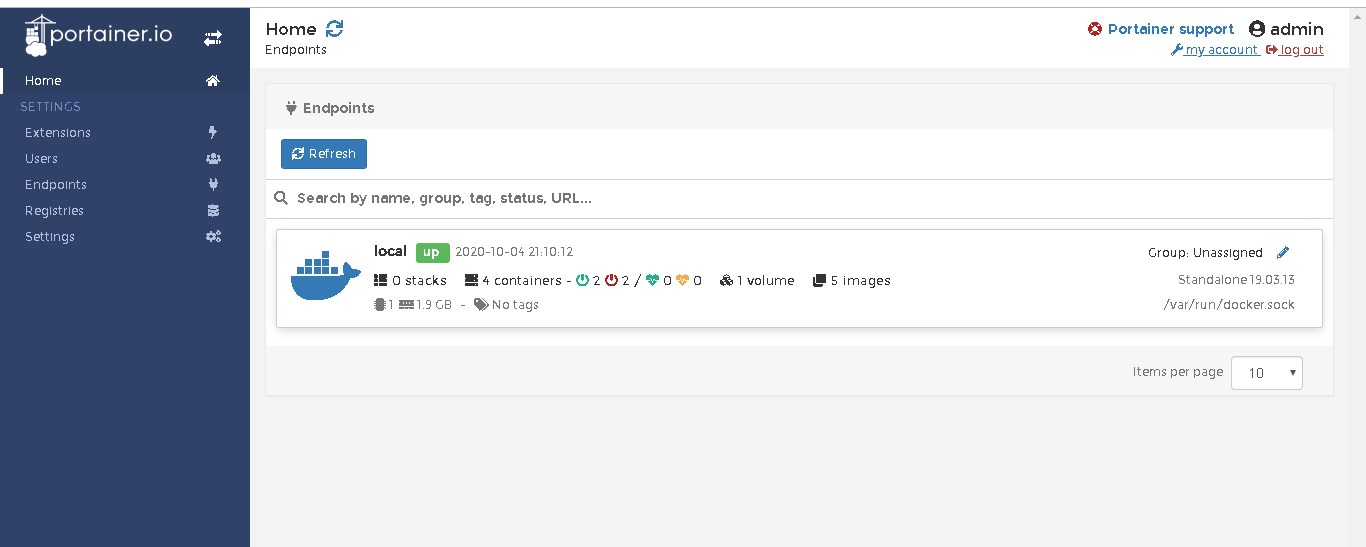 portainer.io
Home
SETTINGS
Extensions
Users
Endpoints
Registries
Settings
Home
Endpoints
Portainer support admin
my account log out
Endpoints
Refresh
Search by name, group, tag, status, URL...
local up 2020-10-04 21:10:12
Group: Unassigned
0 stacks 4 containers - 2 2 / 0 0 1 volume 5 images
Standalone 19.03.13
1 1.9 GB - No tags
/var/run/docker.sock
Items per page 10